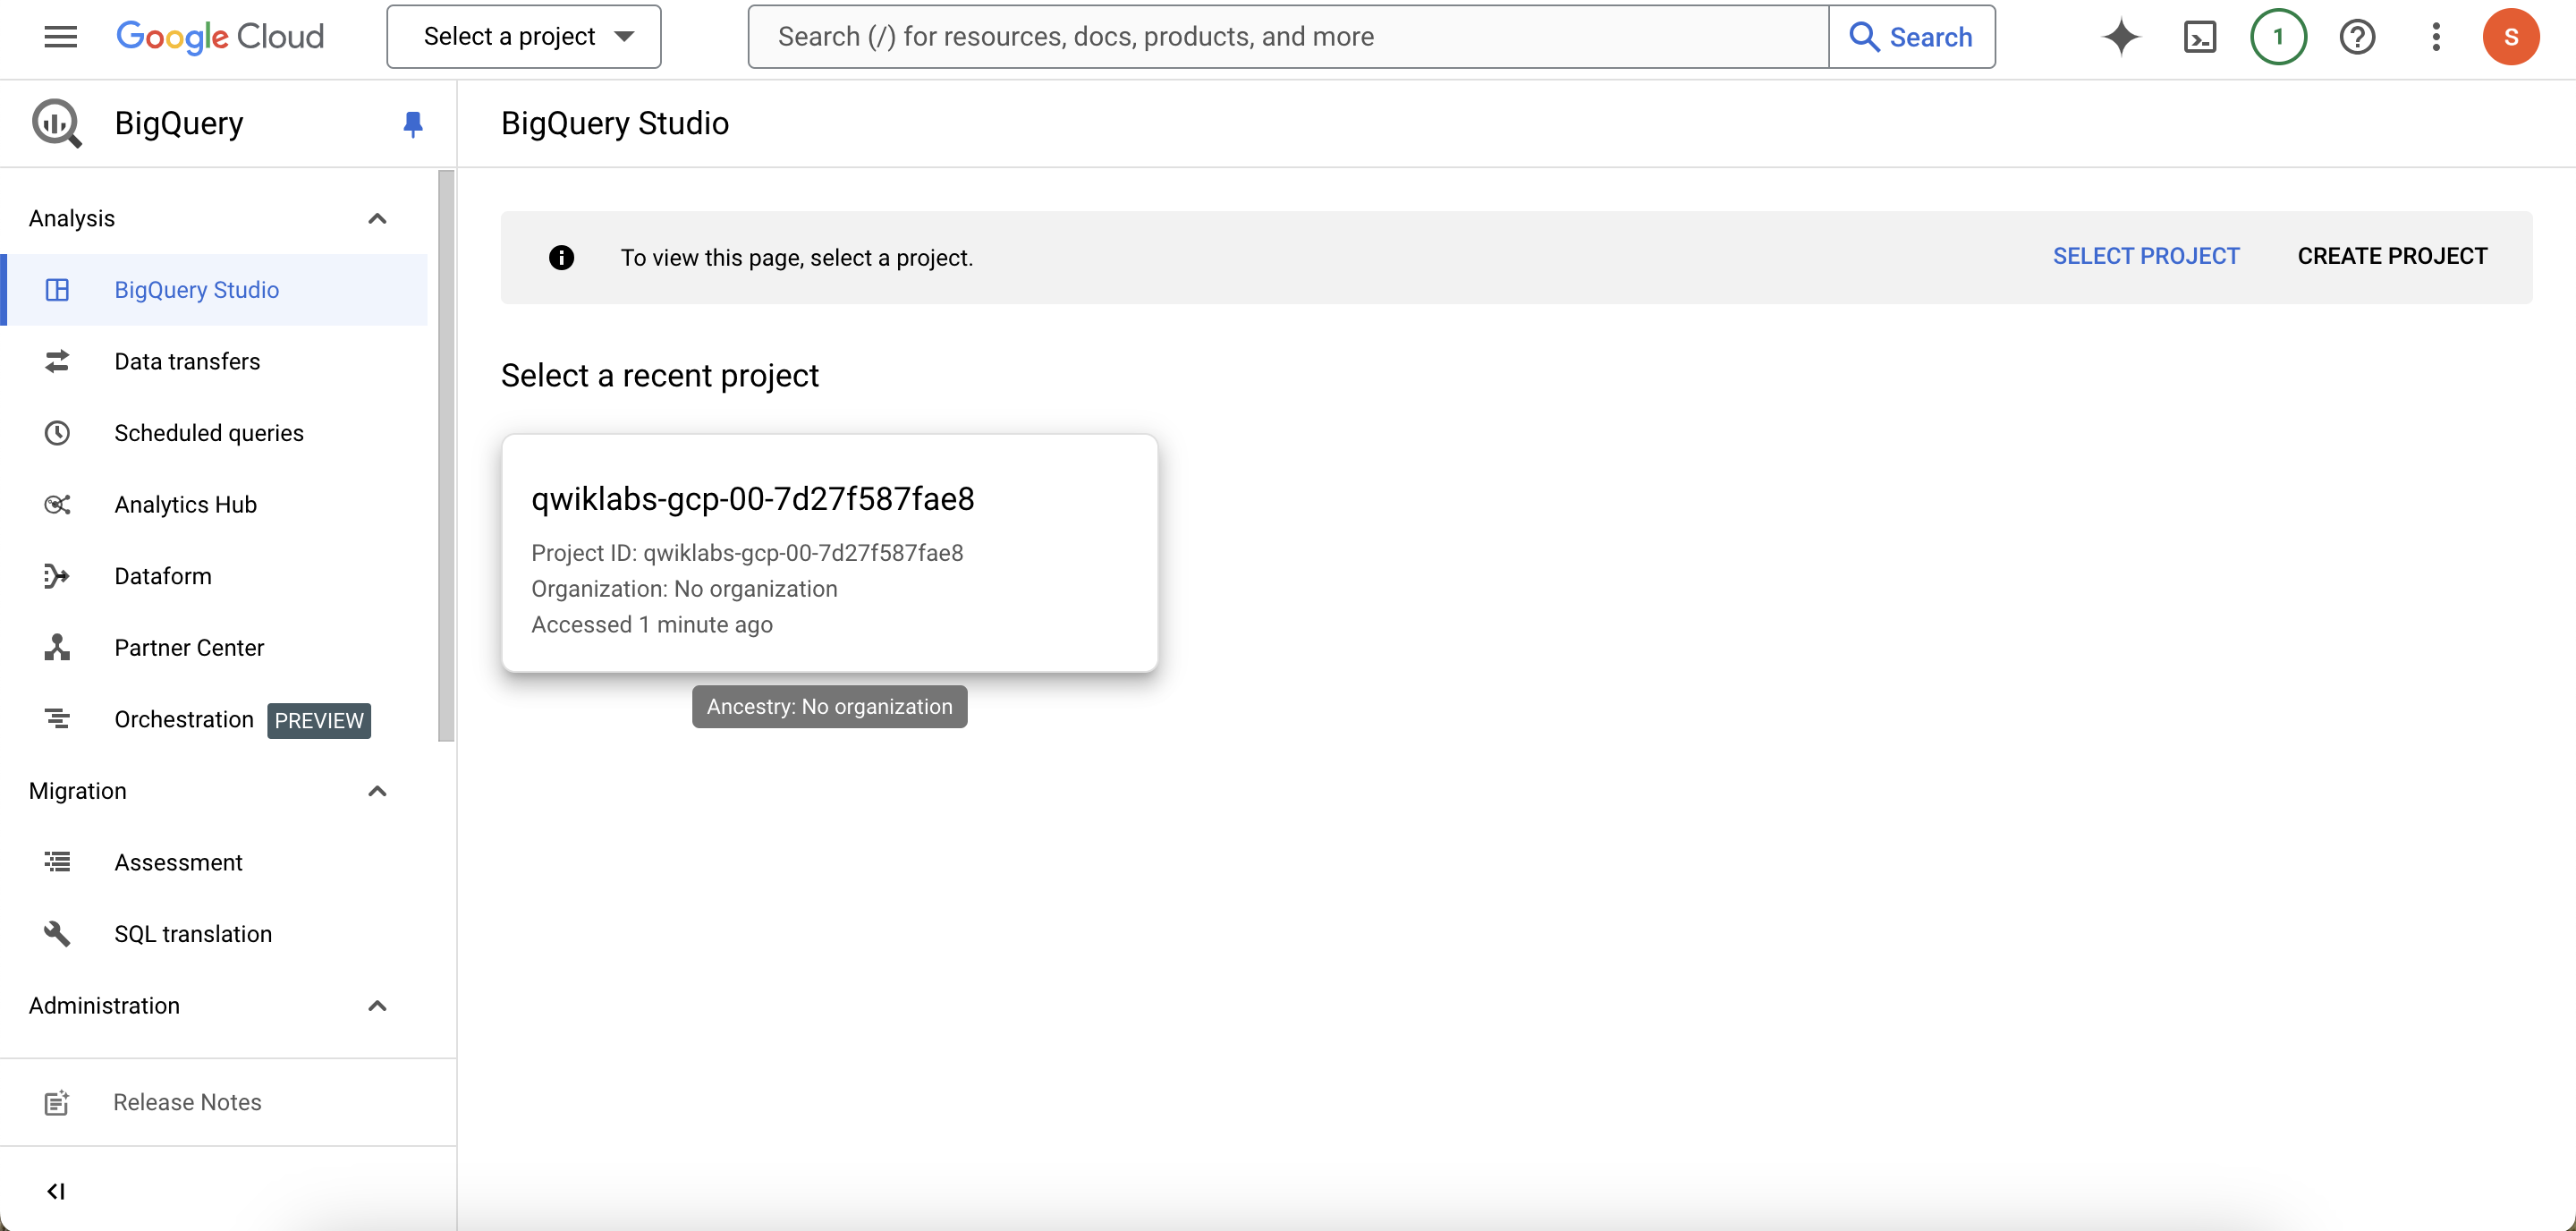 Google Cloud
Select a project
Search (/) for resources, docs, products, and more
Search
1
S
BigQuery
BigQuery Studio
Analysis
BigQuery Studio
Data transfers
Scheduled queries
Analytics Hub
Dataform
Partner Center
Orchestration PREVIEW
Migration
Assessment
SQL translation
Administration
Release Notes
To view this page, select a project.
SELECT PROJECT
CREATE PROJECT
Select a recent project
qwiklabs-gcp-00-7d27f587fae8
Project ID: qwiklabs-gcp-00-7d27f587fae8
Organization: No organization
Accessed 1 minute ago
Ancestry: No organization